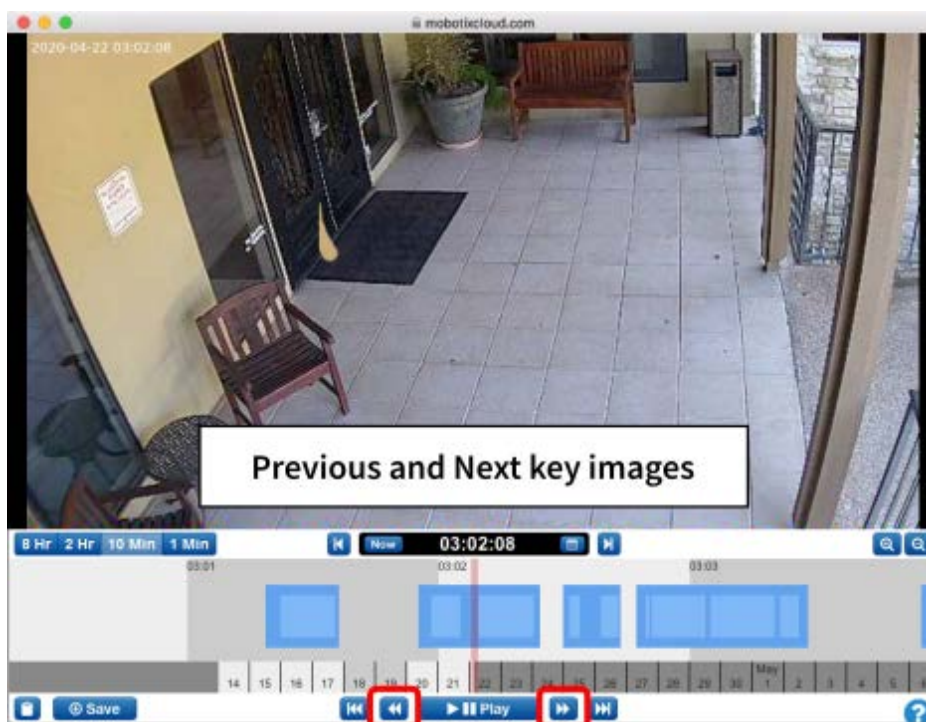 mobotixcloud.com
2020-04-22 03:02:08
Previous and Next key images
8 Hr 2 Hr 10 Min 1 Min Now 03:02:08
03:01 03:02 03:03
May
14 15 16 17 18 19 20 21 22 23 24 25 26 27 28 29 30 1 2 3 4 5
Save Play ?